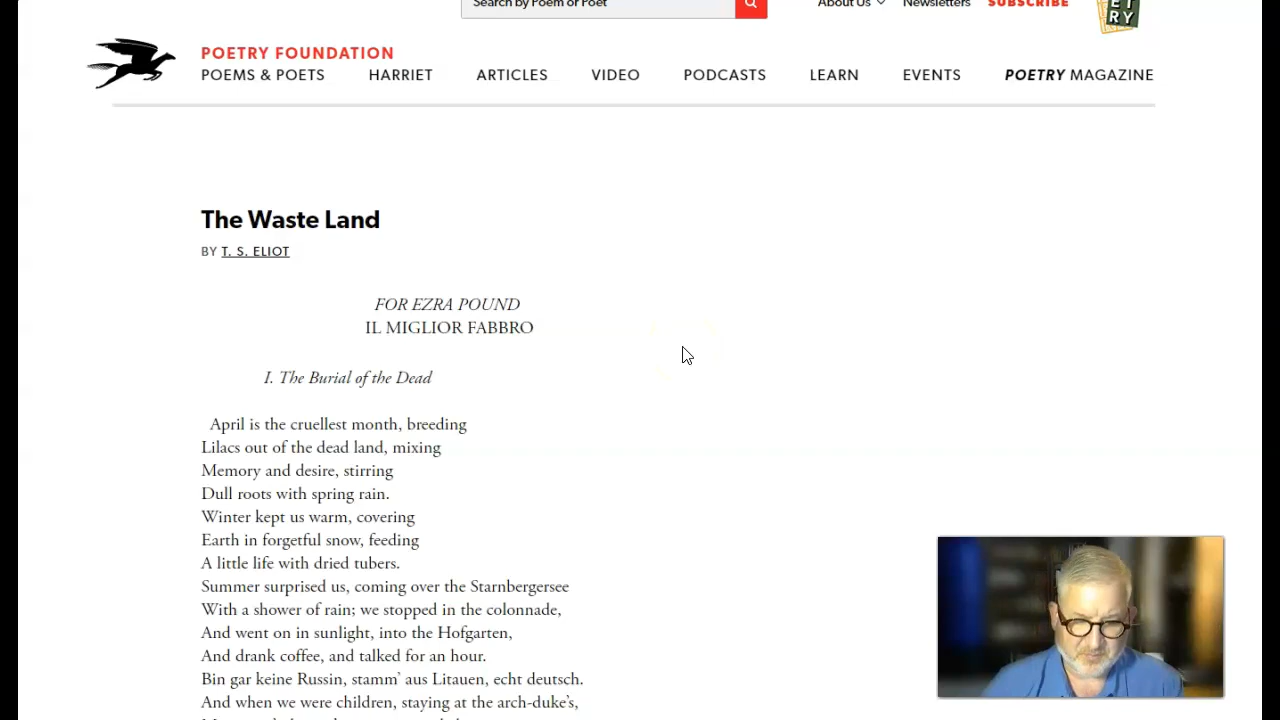 Search by Poem or Poet
About Us
Newsletters
SUBSCRIBE
ET
RY
POETRY FOUNDATION
POEMS & POETS
HARRIET
ARTICLES
VIDEO
PODCASTS
LEARN
EVENTS
POETRY MAGAZINE
The Waste Land
BY T. S. ELIOT
FOR EZRA POUND
IL MIGLIOR FABBRO
I. The Burial of the Dead
April is the cruellest month, breeding
Lilacs out of the dead land, mixing
Memory and desire, stirring
Dull roots with spring rain.
Winter kept us warm, covering
Earth in forgetful snow, feeding
A little life with dried tubers.
Summer surprised us, coming over the Starnbergersee
With a shower of rain; we stopped in the colonnade,
And went on in sunlight, into the Hofgarten,
And drank coffee, and talked for an hour.
Bin gar keine Russin, stamm’ aus Litauen, echt deutsch.
And when we were children, staying at the arch-duke’s,